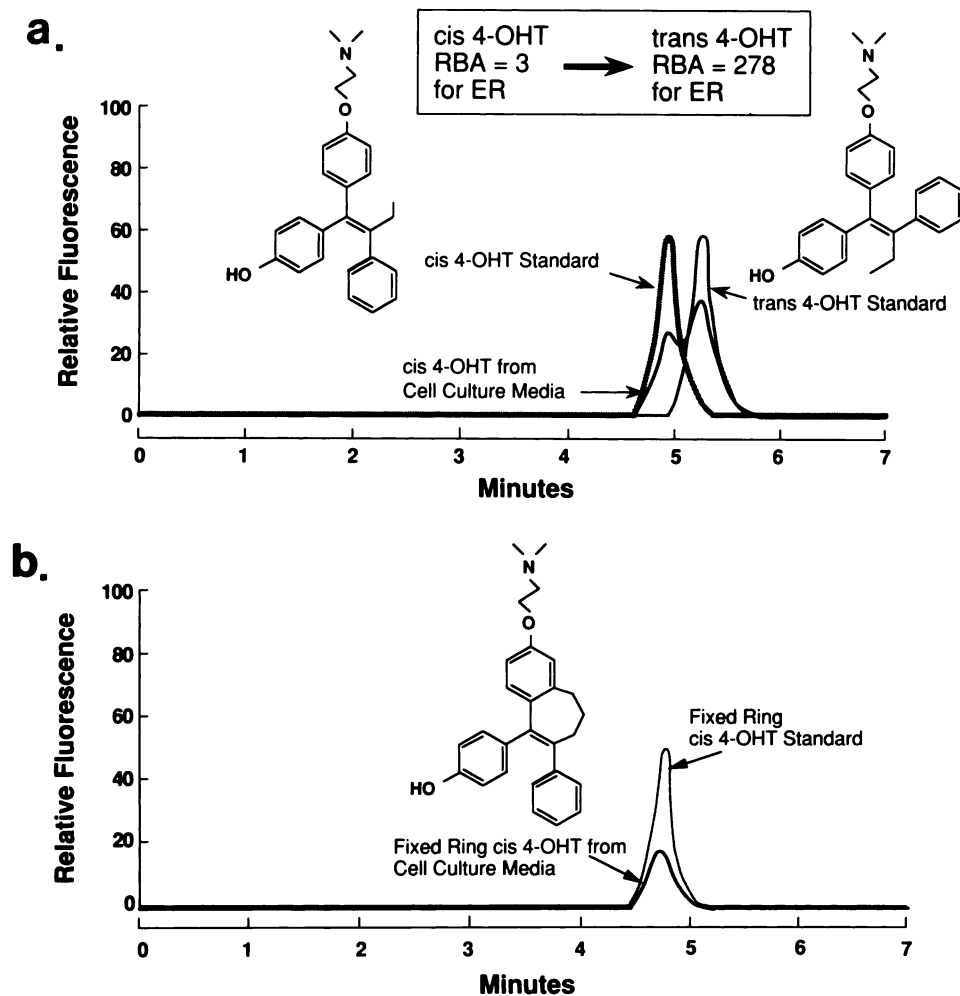 a.
cis 4-OHT
RBA = 3
for ER
trans 4-OHT
RBA = 278
for ER
N
O
HO
N
O
HO
Relative Fluorescence
100
80
60
40
20
0
cis 4-OHT Standard
trans 4-OHT Standard
cis 4-OHT from
Cell Culture Media
0 1 2 3 4 5 6 7
Minutes
b.
N
O
HO
Relative Fluorescence
100
80
60
40
20
0
Fixed Ring
cis 4-OHT Standard
Fixed Ring cis 4-OHT from
Cell Culture Media
0 1 2 3 4 5 6 7
Minutes